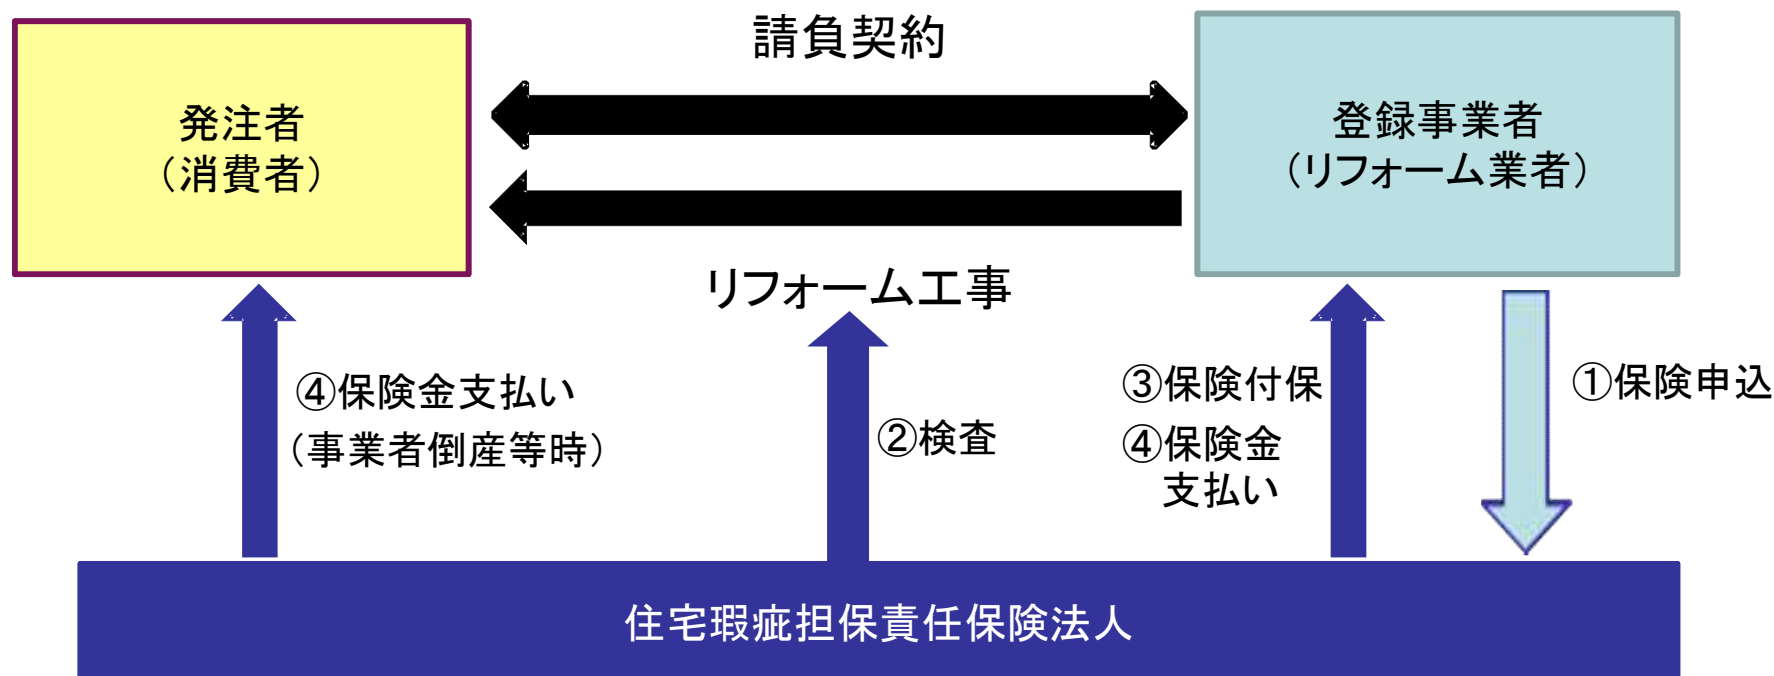 請負契約
発注者
（消費者）
登録事業者
（リフォーム業者）
リフォーム工事
④保険金支払い
（事業者倒産等時）
②検査
③保険付保
④保険金
支払い
①保険申込
住宅瑕疵担保責任保険法人